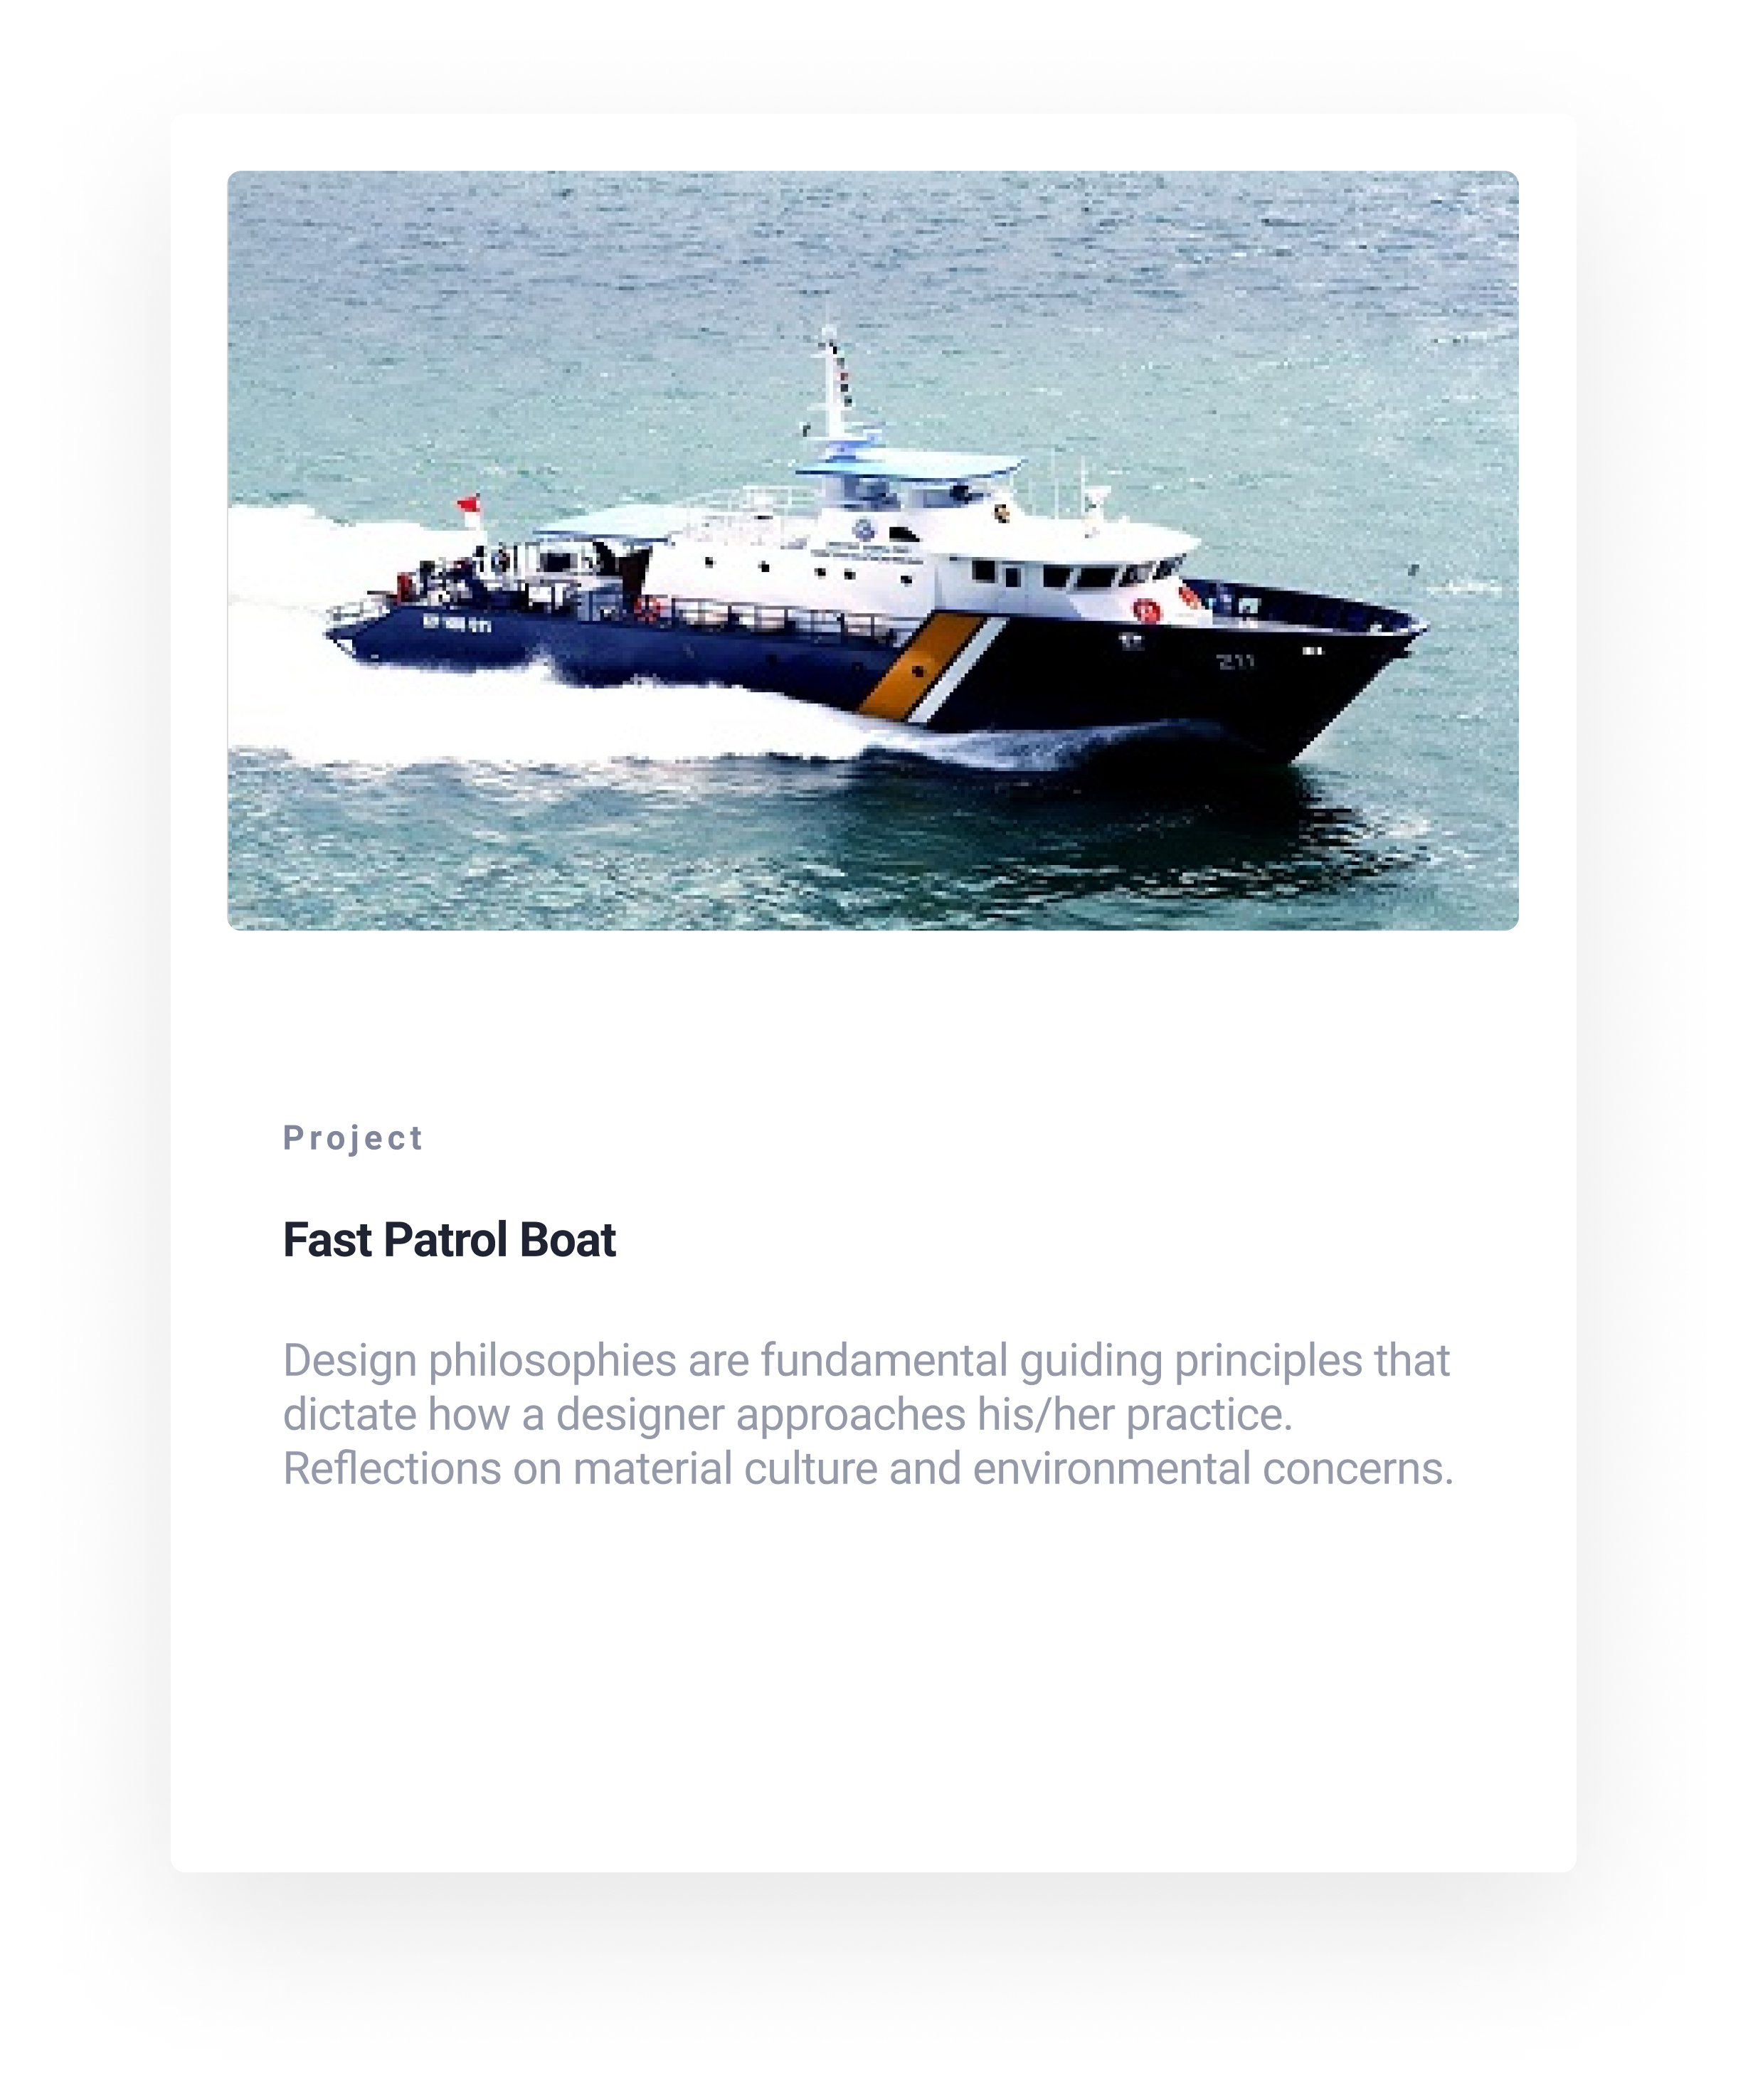 Project
Fast Patrol Boat
Design philosophies are fundamental guiding principles that
dictate how a designer approaches his/her practice.
Reflections on material culture and environmental concerns.